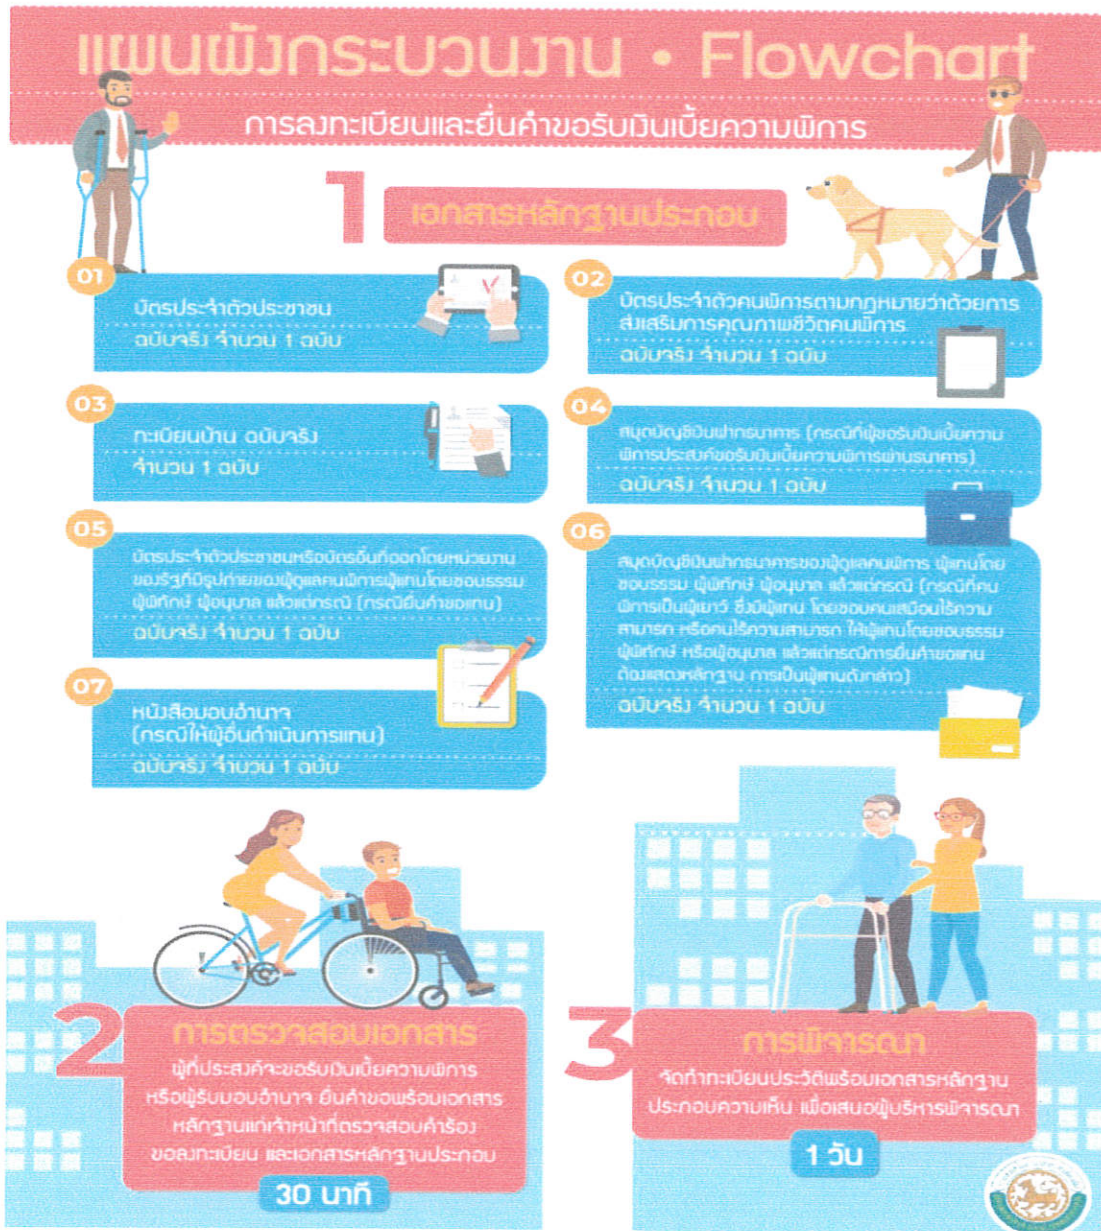 แผนผังกระบวนงาน • Flowchart
การลงทะเบียนและยื่นคำขอรับเงินเบี้ยความพิการ
1
เอกสารหลักฐานประกอบ
01
บัตรประจำตัวประชาชน
ฉบับจริง จำนวน 1 ฉบับ
02
บัตรประจำตัวคนพิการตามกฎหมายว่าด้วยการ
ส่งเสริมการคุณภาพชีวิตคนพิการ
ฉบับจริง จำนวน 1 ฉบับ
03
ทะเบียนบ้าน ฉบับจริง
จำนวน 1 ฉบับ
04
สมุดบัญชีเงินฝากธนาคาร (กรณีที่ผู้ขอรับเงินเบี้ยความ
พิการประสงค์ขอรับเงินเบี้ยความพิการผ่านธนาคาร)
ฉบับจริง จำนวน 1 ฉบับ
05
บัตรประจำตัวประชาชนหรือบัตรอื่นที่ออกโดยหน่วยงาน
ของรัฐที่มีรูปถ่ายของผู้ดูแลคนพิการผู้แทนโดยชอบธรรม
ผู้พิทักษ์ ผู้อนุบาล แล้วแต่กรณี (กรณียื่นคำขอแทน)
ฉบับจริง จำนวน 1 ฉบับ
06
สมุดบัญชีเงินฝากธนาคารของผู้ดูแลคนพิการ ผู้แทนโดย
ชอบธรรม ผู้พิทักษ์ ผู้อนุบาล แล้วแต่กรณี (กรณีที่คน
พิการเป็นผู้เยาว์ ซึ่งมีผู้แทน โดยชอบคนเสมือนไร้ความ
สามารถ หรือคนไร้ความสามารถ ให้ผู้แทนโดยชอบธรรม
ผู้พิทักษ์ หรือผู้อนุบาล แล้วแต่กรณีการยื่นคำขอแทน
ต้องแสดงหลักฐาน การเป็นผู้แทนดังกล่าว)
ฉบับจริง จำนวน 1 ฉบับ
07
หนังสือมอบอำนาจ
(กรณีให้ผู้อื่นดำเนินการแทน)
ฉบับจริง จำนวน 1 ฉบับ
2
การตรวจสอบเอกสาร
ผู้ที่ประสงค์จะขอรับเงินเบี้ยความพิการ
หรือผู้รับมอบอำนาจ ยื่นคำขอพร้อมเอกสาร
หลักฐานแก่เจ้าหน้าที่ตรวจสอบคำร้อง
ขอลงทะเบียน และเอกสารหลักฐานประกอบ
30 นาที
3
การพิจารณา
จัดทำทะเบียนประวัติพร้อมเอกสารหลักฐาน
ประกอบความเห็น เพื่อเสนอผู้บริหารพิจารณา
1 วัน